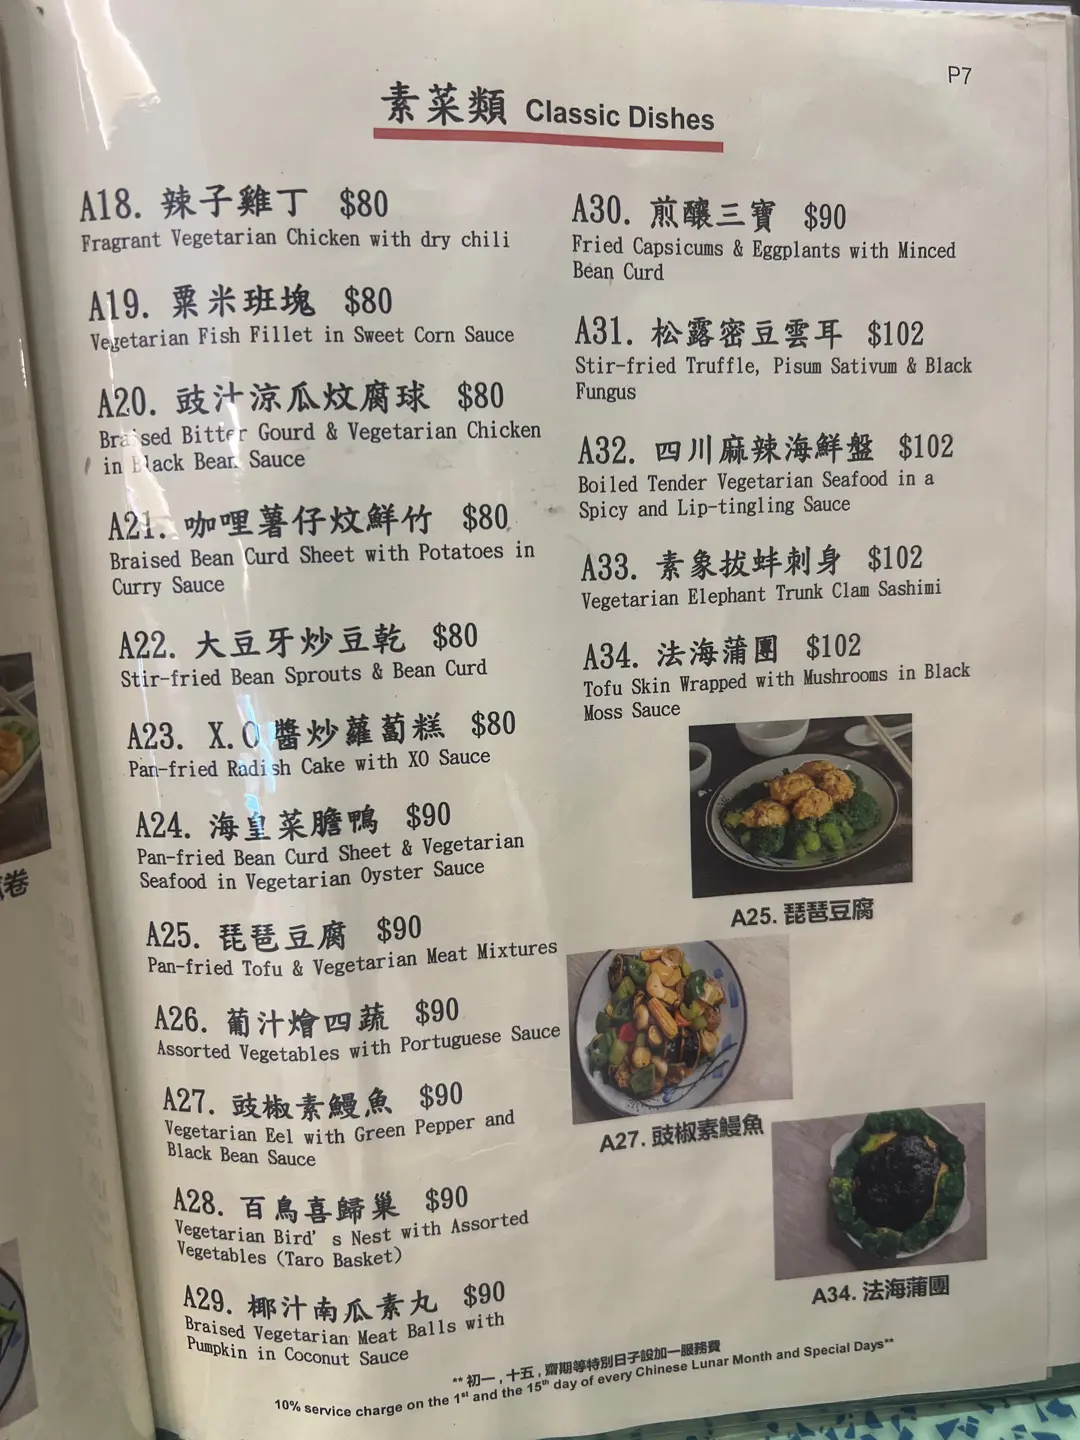 P7
素菜類 Classic Dishes
A18. 辣子雞丁 $80
Fragrant Vegetarian Chicken with dry chili
A19. 粟米班塊 $80
Vegetarian Fish Fillet in Sweet Corn Sauce
A20. 豉汁涼瓜炆腐球 $80
Braised Bitter Gourd & Vegetarian Chicken
in Black Bean Sauce
A21. 咖哩薯仔炆鮮竹 $80
Braised Bean Curd Sheet with Potatoes in
Curry Sauce
A22. 大豆牙炒豆乾 $80
Stir-fried Bean Sprouts & Bean Curd
A23. X.O醬炒蘿蔔糕 $80
Pan-fried Radish Cake with XO Sauce
A24. 海皇菜膽鴨 $90
Pan-fried Bean Curd Sheet & Vegetarian
Seafood in Vegetarian Oyster Sauce
A25. 琵琶豆腐 $90
Pan-fried Tofu & Vegetarian Meat Mixtures
A26. 葡汁燴四蔬 $90
Assorted Vegetables with Portuguese Sauce
A27. 豉椒素鰻魚 $90
Vegetarian Eel with Green Pepper and
Black Bean Sauce
A28. 百鳥喜歸巢 $90
Vegetarian Bird's Nest with Assorted
Vegetables (Taro Basket)
A29. 椰汁南瓜素丸 $90
Braised Vegetarian Meat Balls with
Pumpkin in Coconut Sauce
A30. 煎釀三寶 $90
Fried Capsicums & Eggplants with Minced
Bean Curd
A31. 松露密豆雲耳 $102
Stir-fried Truffle, Pisum Sativum & Black
Fungus
A32. 四川麻辣海鮮盤 $102
Boiled Tender Vegetarian Seafood in a
Spicy and Lip-tingling Sauce
A33. 素象拔蚌刺身 $102
Vegetarian Elephant Trunk Clam Sashimi
A34. 法海蒲團 $102
Tofu Skin Wrapped with Mushrooms in Black
Moss Sauce
A25. 琵琶豆腐
A27. 豉椒素鰻魚
A34. 法海蒲團
**初一，十五，齋期等特別日子設加一服務費
10% service charge on the 1st and the 15th day of every Chinese Lunar Month and Special Days**
卷